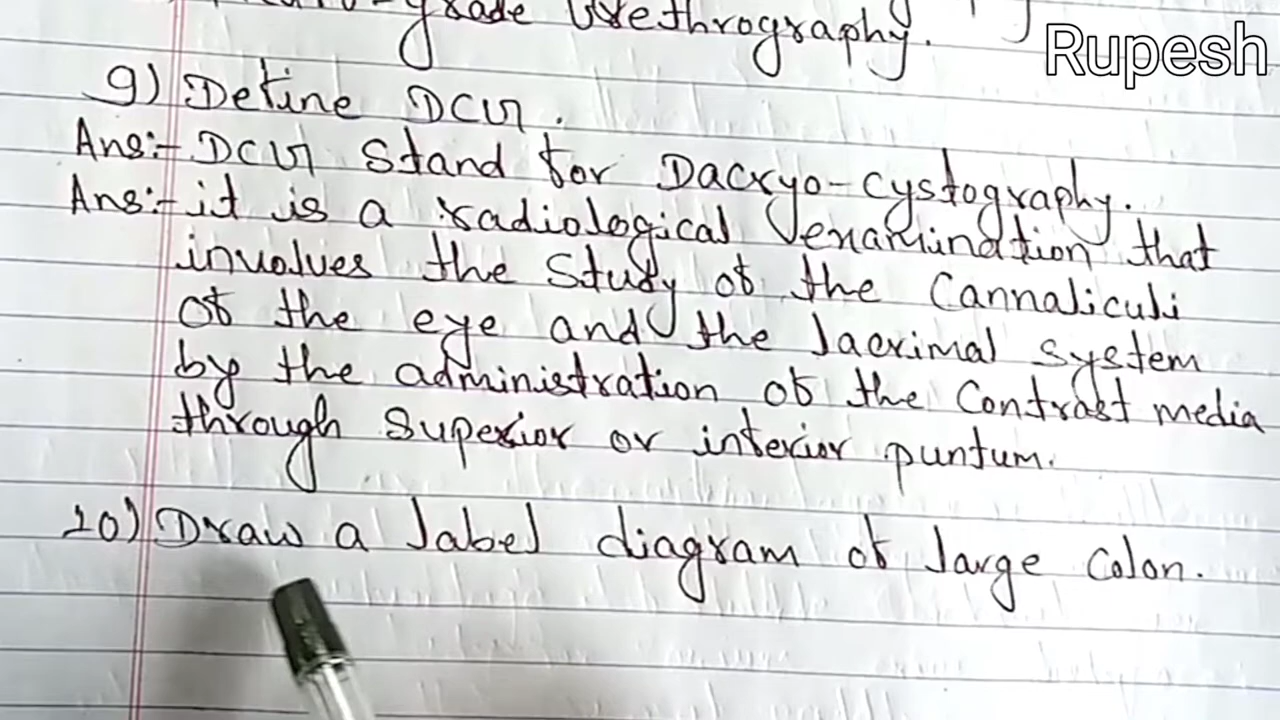 grade Urethrography.
Rupesh
9) Define DCG.
Ans:- DCG Stand for Dacryo-cystography.
Ans:- it is a radiological examination that
involves the Study of the Cannaliculi
of the eye and the lacrimal system
by the administration of the Contrast media
through Superior or inferior puntum.
10) Draw a label diagram of large Colon.